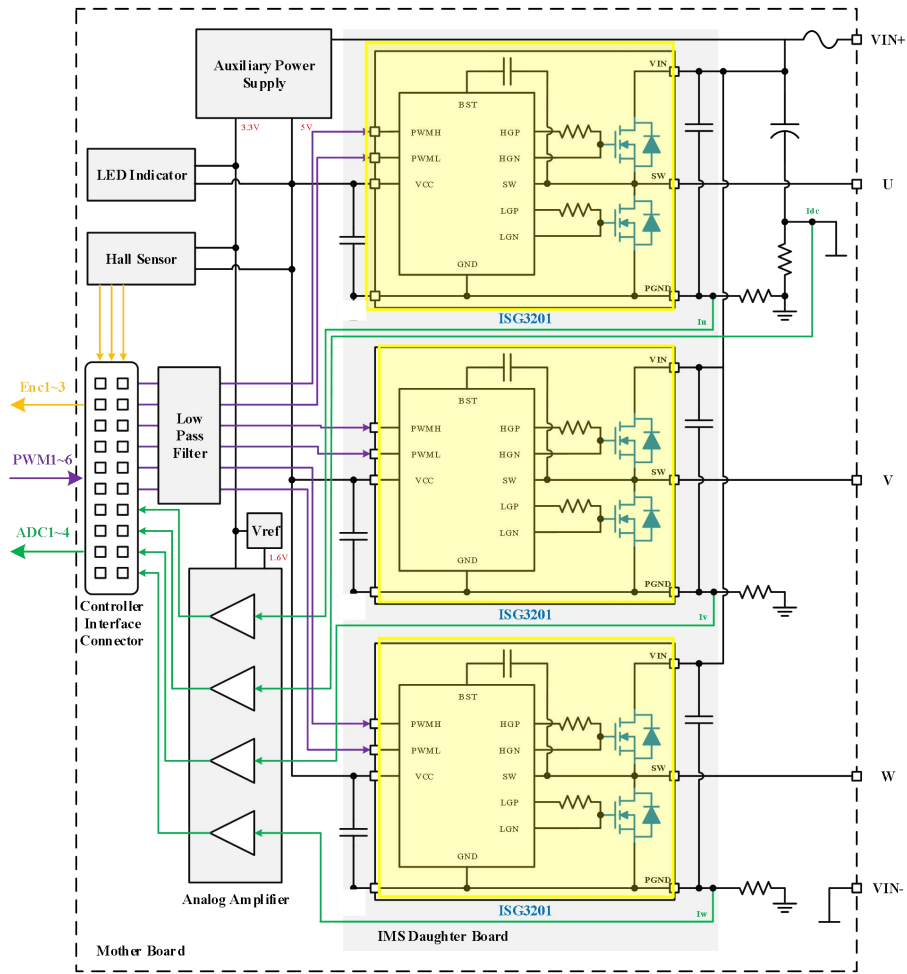 VIN+
Auxiliary Power
Supply
3.3V
5V
VIN
BST
PWMH
HGP
PWML
HGN
LED Indicator
VCC
SW
SW
U
LGP
LGN
Idc
Hall Sensor
GND
PGND
ISG3201
Iu
VIN
Enc1~3
BST
Low
Pass
Filter
PWMH
HGP
PWML
HGN
PWM1~6
VCC
SW
SW
V
LGP
LGN
Vref
ADC1~4
1.6V
GND
PGND
Controller
Interface
Connector
ISG3201
Iv
VIN
BST
PWMH
HGP
PWML
HGN
VCC
SW
SW
W
LGP
LGN
GND
PGND
VIN-
Analog Amplifier
ISG3201
Iw
IMS Daughter Board
Mother Board